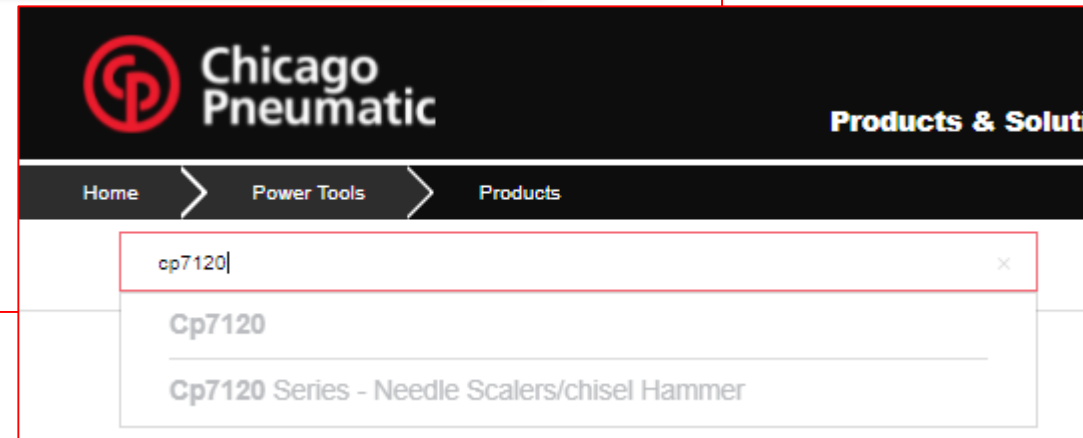 Chicago
Pneumatic
Products & Soluti
Home
Power Tools
Products
cp7120
×
Cp7120
Cp7120 Series - Needle Scalers/chisel Hammer